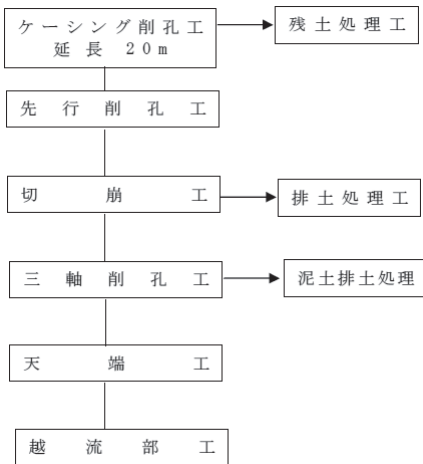 ケーシング削孔工
延長 20m
残土処理工
先行削孔工
切崩工
排土処理工
三軸削孔工
泥土排土処理
天端工
越流部工